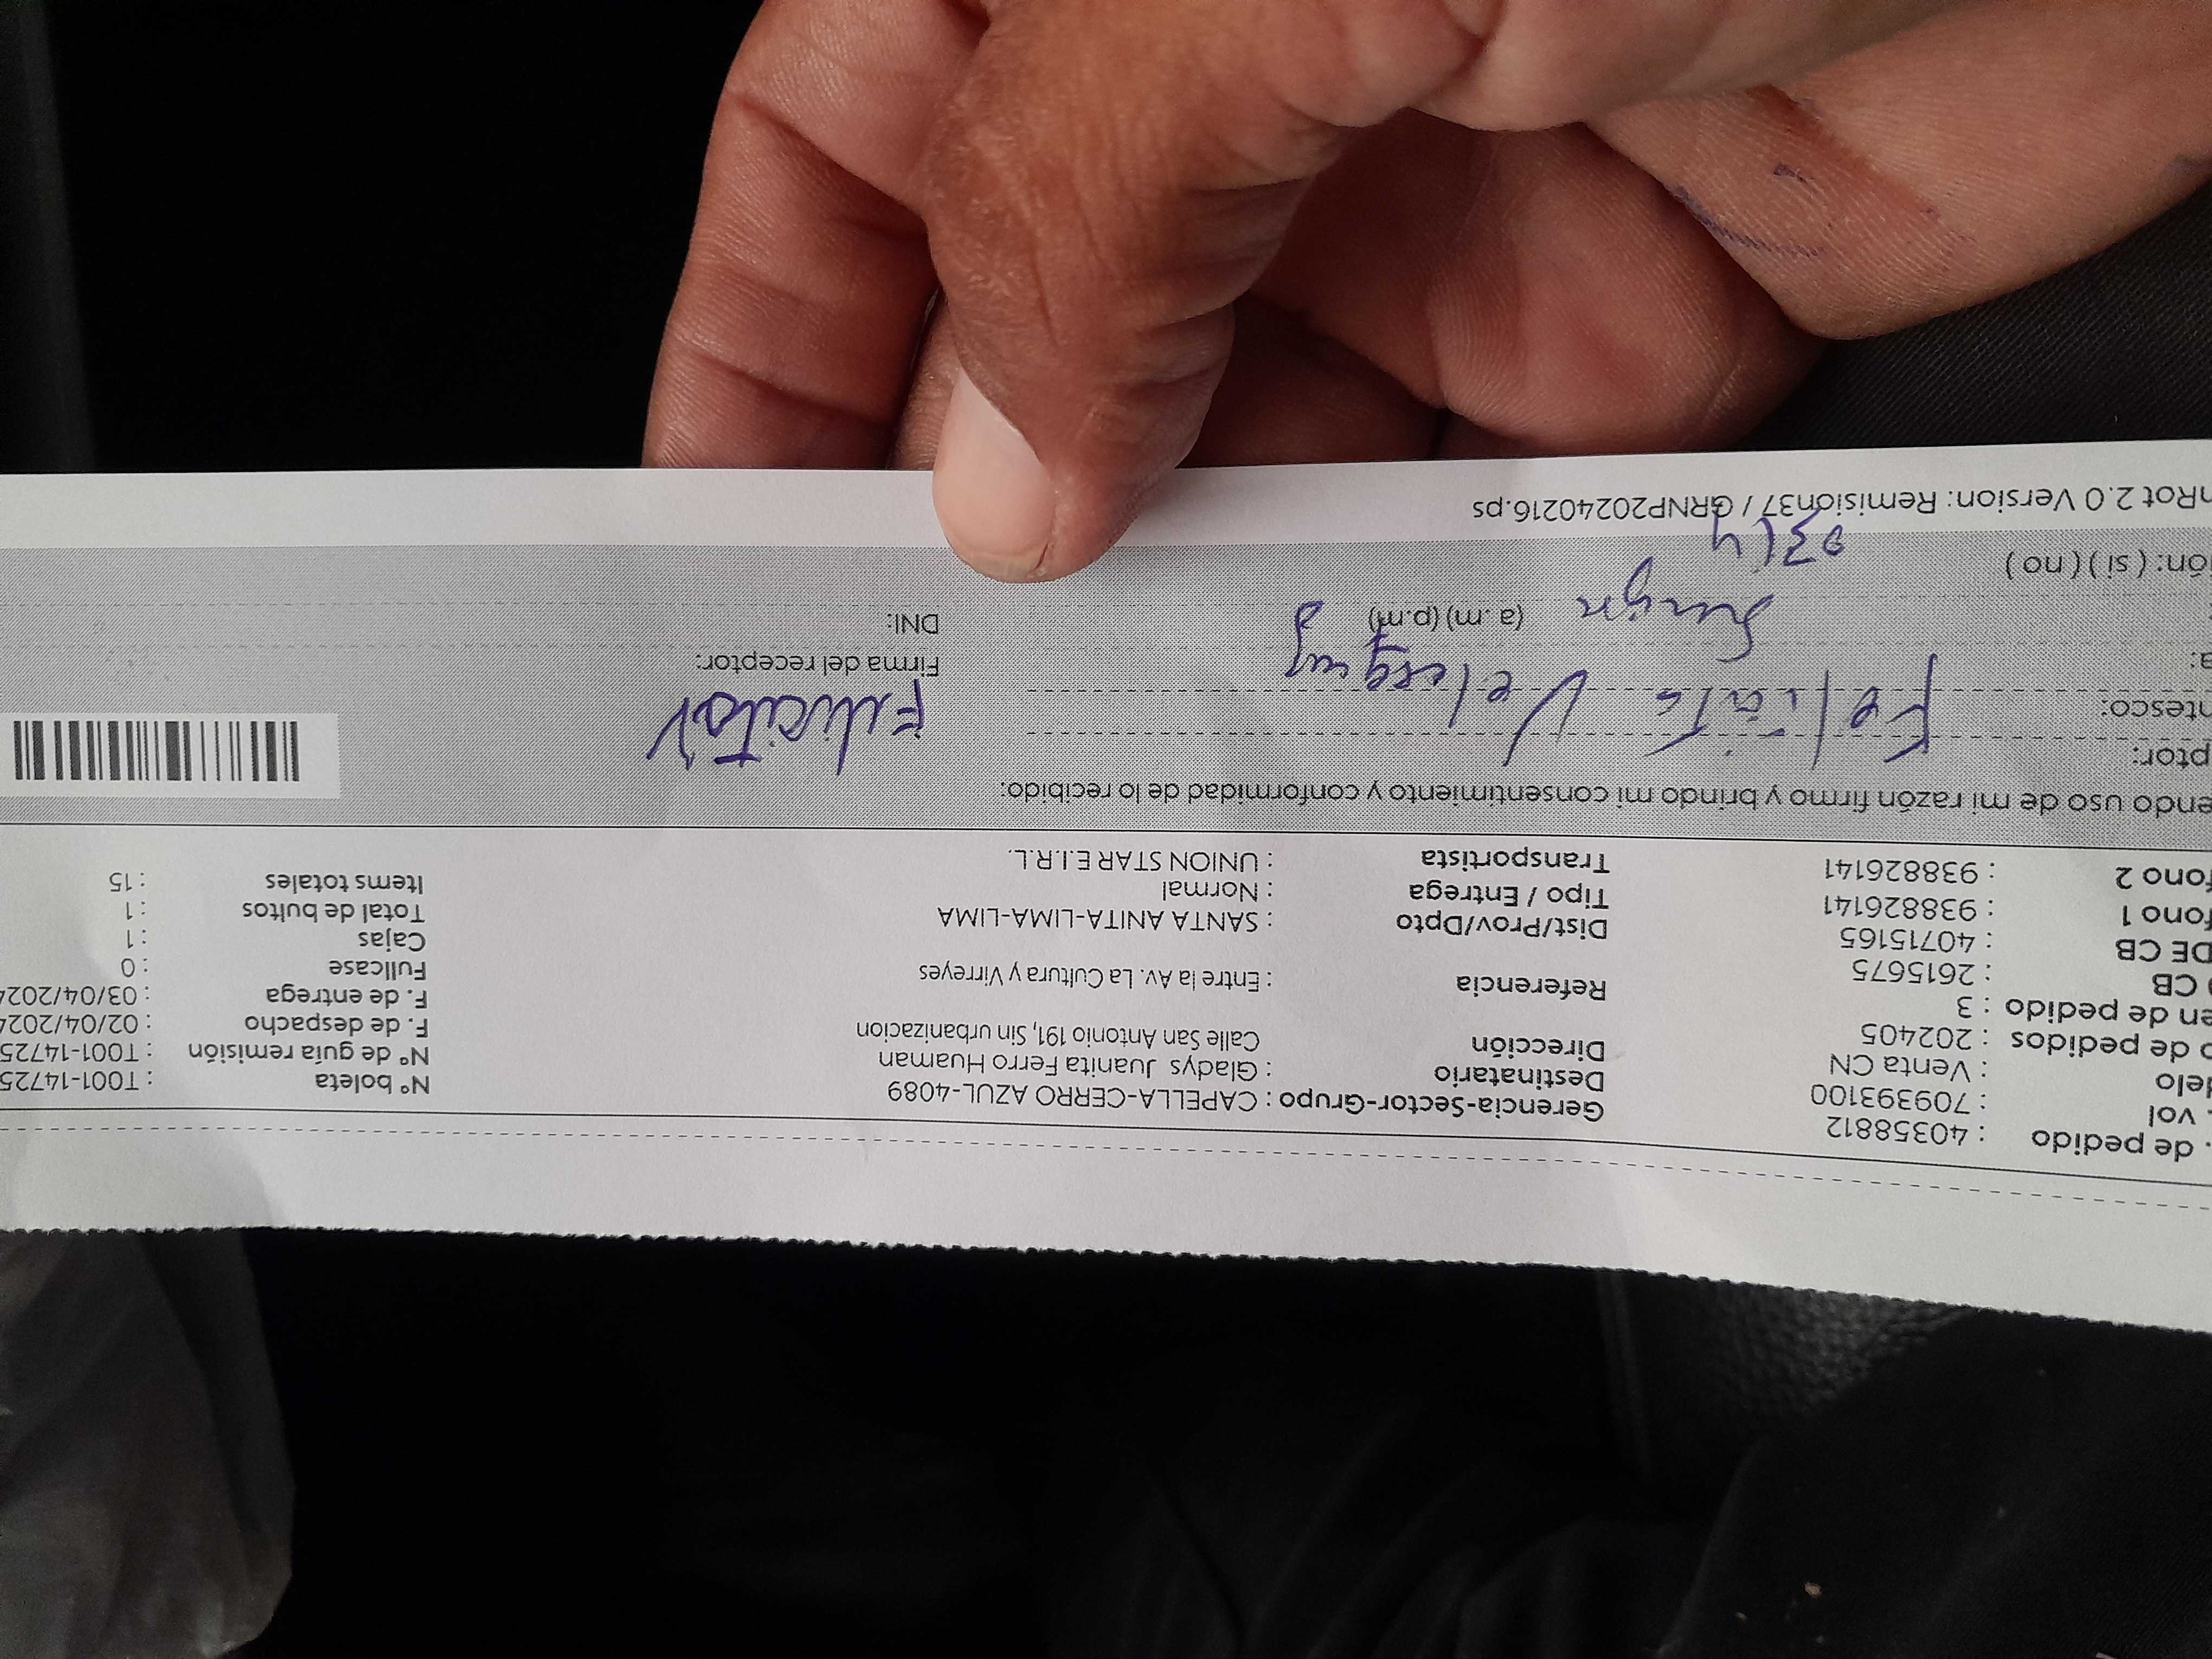 . de pedido : 40358812
. vol : 709393100
delo : Venta CN
o de pedidos : 202405
en de pedido : 3
CB : 2615675
DE CB : 40715165
fono 1 : 938826141
fono 2 : 938826141
Gerencia-Sector-Grupo : CAPELLA-CERRO AZUL-4089
Destinatario : Gladys Juanita Ferro Huaman
Dirección Calle San Antonio 191, Sin urbanizacion
Referencia : Entre la Av. La Cultura y Virreyes
Dist/Prov/Dpto : SANTA ANITA-LIMA-LIMA
Tipo / Entrega : Normal
Transportista : UNION STAR E.I.R.L.
Nº boleta : T001-14725
Nº de guía remisión : T001-14725
F. de despacho : 02/04/2024
F. de entrega : 03/04/2024
Fullcase : 0
Cajas : 1
Total de bultos : 1
Items totales : 15
endo uso de mi razón firmo y brindo mi consentimiento y conformidad de lo recibido:
ptor: Felicita
ntesco:
a:
(a.m) (p.m)
ión: (si) (no)
Firma del receptor:
DNI:
nRot 2.0 Version: Remision37 / GRNP20240216.ps